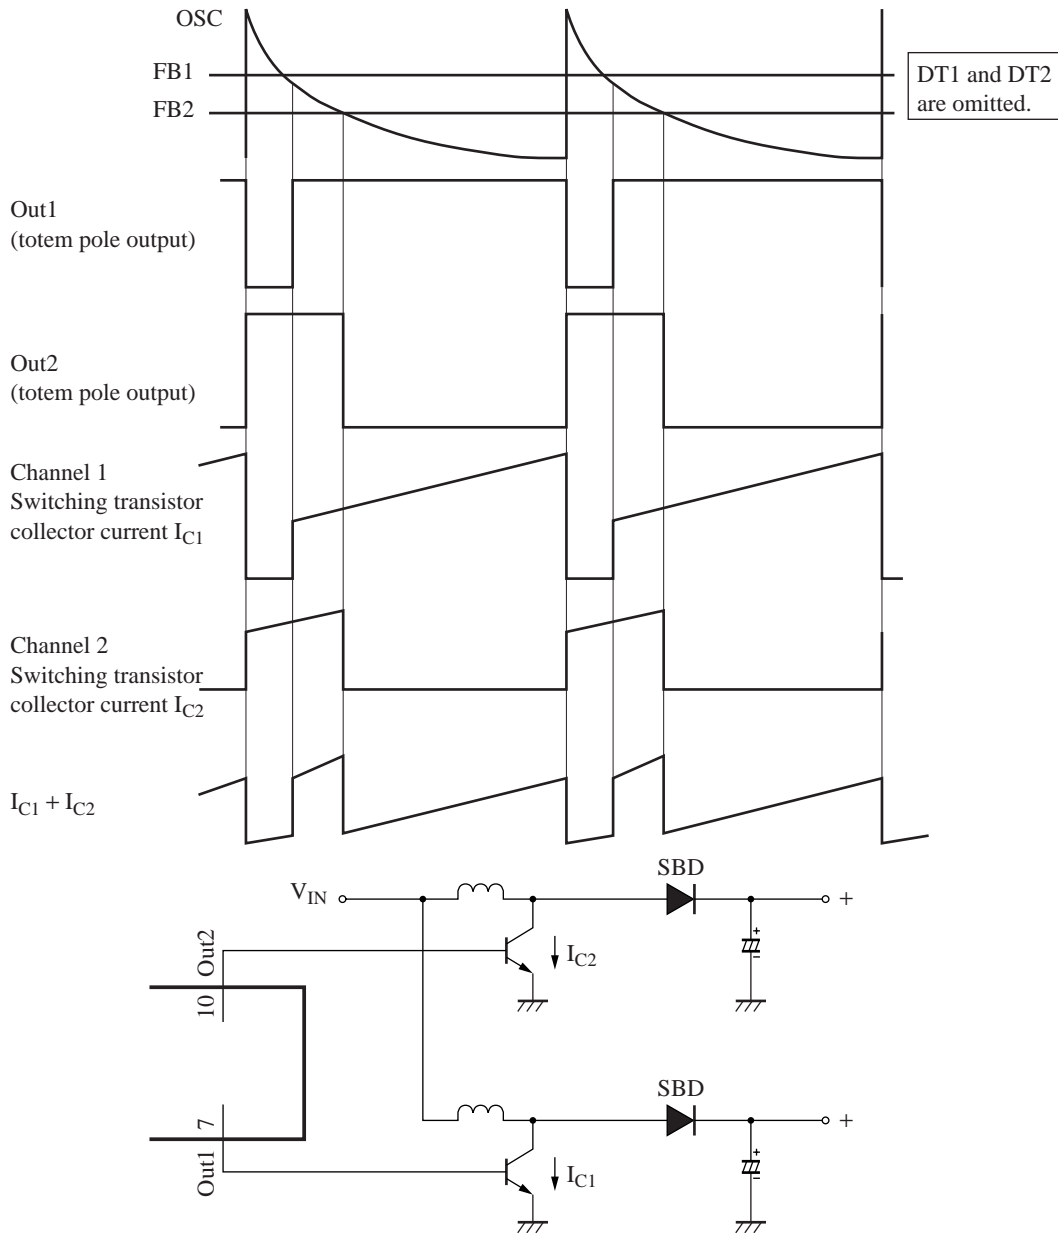 OSC
FB1
FB2
DT1 and DT2
are omitted.
Out1
(totem pole output)
Out2
(totem pole output)
Channel 1
Switching transistor
collector current IC1
Channel 2
Switching transistor
collector current IC2
IC1 + IC2
VIN
SBD
+
+
−
IC2
Out2
10
7
Out1
SBD
+
+
−
IC1